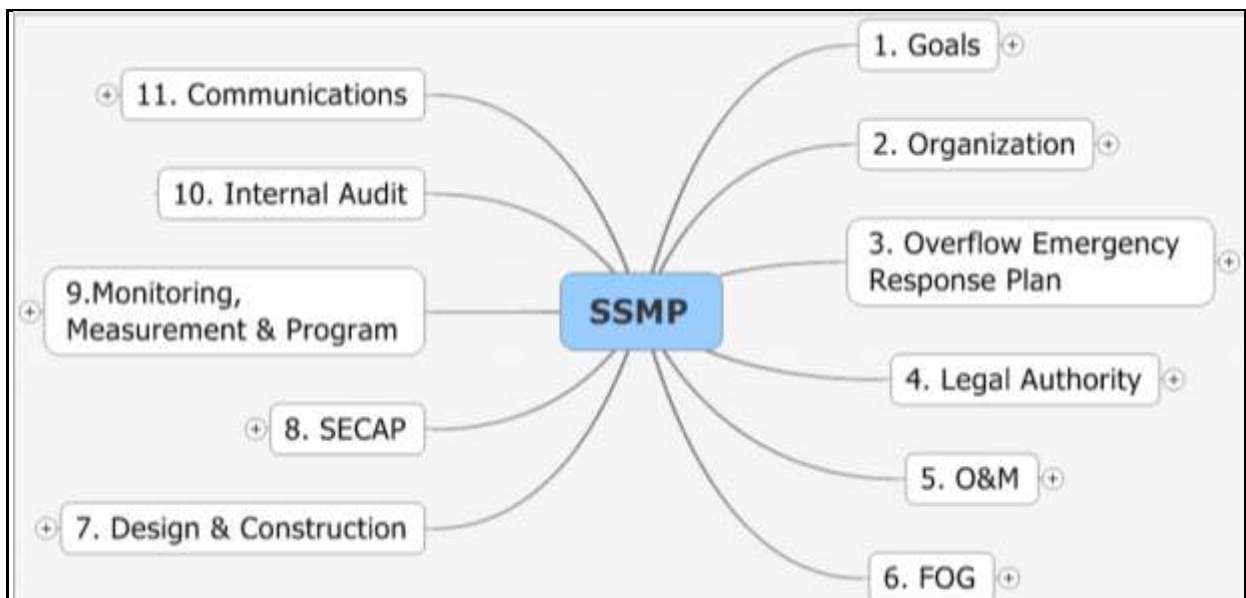 SSMP
1. Goals
2. Organization
3. Overflow Emergency
Response Plan
4. Legal Authority
5. O&M
6. FOG
7. Design & Construction
8. SECAP
9.Monitoring,
Measurement & Program
10. Internal Audit
11. Communications